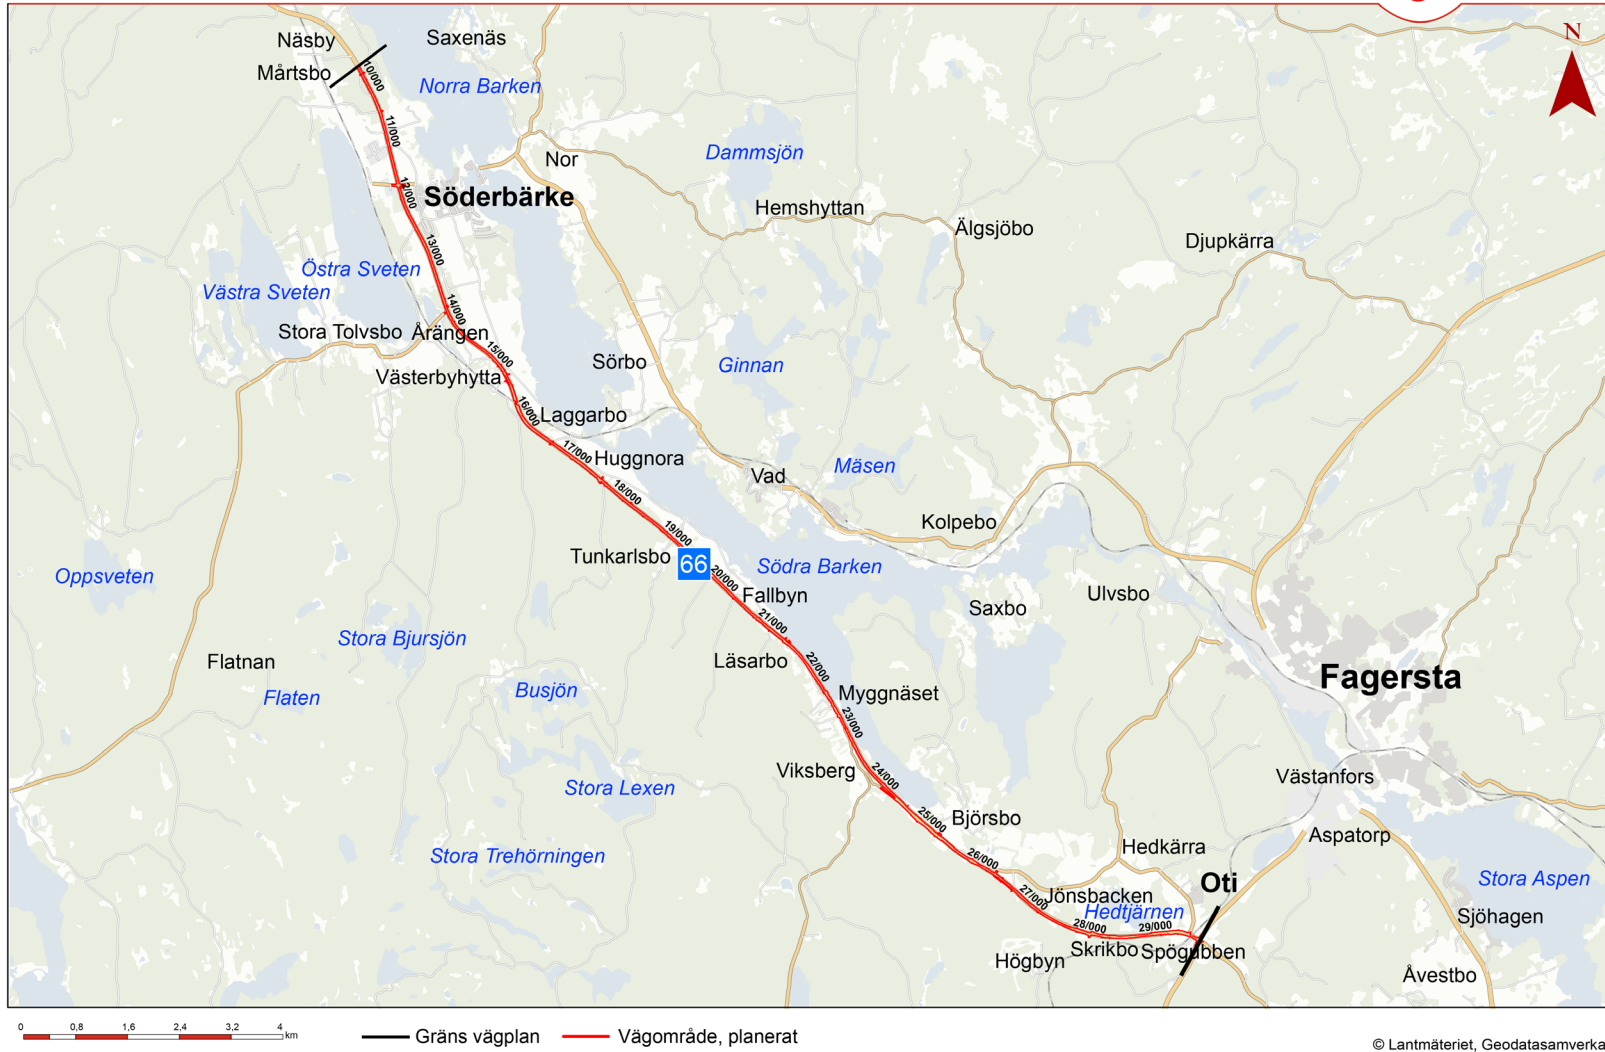 N
Näsby
Saxenäs
Mårtsbo
Norra Barken
10/000
11/000
Nor
Dammsjön
12/000
Söderbärke
Hemshyttan
Älgsjöbo
Djupkärra
13/000
Östra Sveten
Västra Sveten
14/000
Stora Tolvsbo
Årängen
15/000
Sörbo
Ginnan
Västerbyhytta
16/000
Laggarbo
17/000
Huggnora
Mäsen
Vad
18/000
Kolpebo
19/000
Tunkarlsbo
66
Södra Barken
Oppsveten
20/000
Fallbyn
Ulvsbo
Saxbo
21/000
Stora Bjursjön
Flatnan
Läsarbo
22/000
Fagersta
Flaten
Busjön
Myggnäset
23/000
Viksberg
24/000
Västanfors
Stora Lexen
25/000
Björsbo
Aspatorp
Hedkärra
Stora Trehörningen
26/000
Oti
Stora Aspen
27/000
Jönsbacken
Hedtjärnen
Sjöhagen
28/000
29/000
Skrikbo
Spögubben
Högbyn
Åvestbo
0 0,8 1,6 2,4 3,2 4
km
Gräns vägplan
Vägområde, planerat
© Lantmäteriet, Geodatasamverka